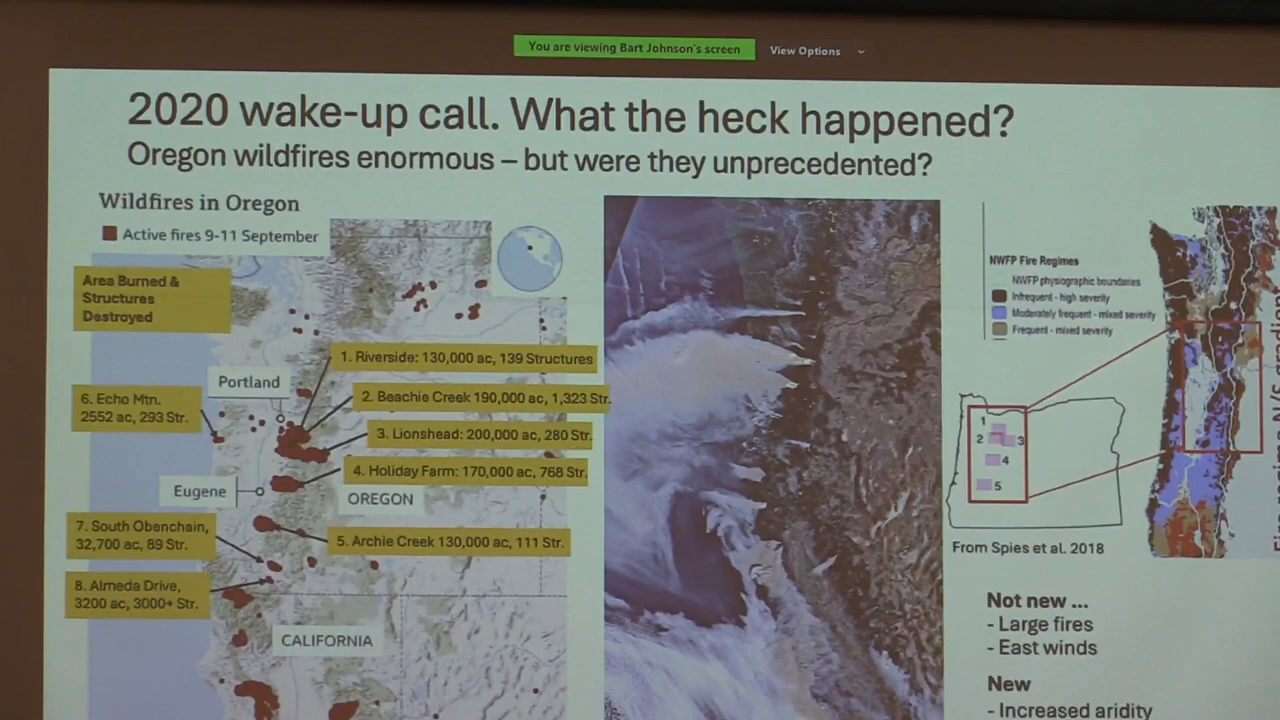 You are viewing Bart Johnson's screen
View Options
2020 wake-up call. What the heck happened?
Oregon wildfires enormous – but were they unprecedented?
Wildfires in Oregon
Active fires 9-11 September
Area Burned &
Structures
Destroyed
1. Riverside: 130,000 ac, 139 Structures
Portland
2. Beachie Creek 190,000 ac, 1,323 Str.
6. Echo Mtn.
2552 ac, 293 Str.
3. Lionshead: 200,000 ac, 280 Str.
4. Holiday Farm: 170,000 ac, 768 Str.
Eugene
OREGON
7. South Obenchain,
32,700 ac, 89 Str.
5. Archie Creek 130,000 ac, 111 Str.
8. Almeda Drive,
3200 ac, 3000+ Str.
CALIFORNIA
NWFP Fire Regimes
NWFP physiographic boundaries
Infrequent - high severity
Moderately frequent - mixed severity
Frequent - mixed severity
1
2
3
4
5
From Spies et al. 2018
Not new ...
- Large fires
- East winds
New
- Increased aridity